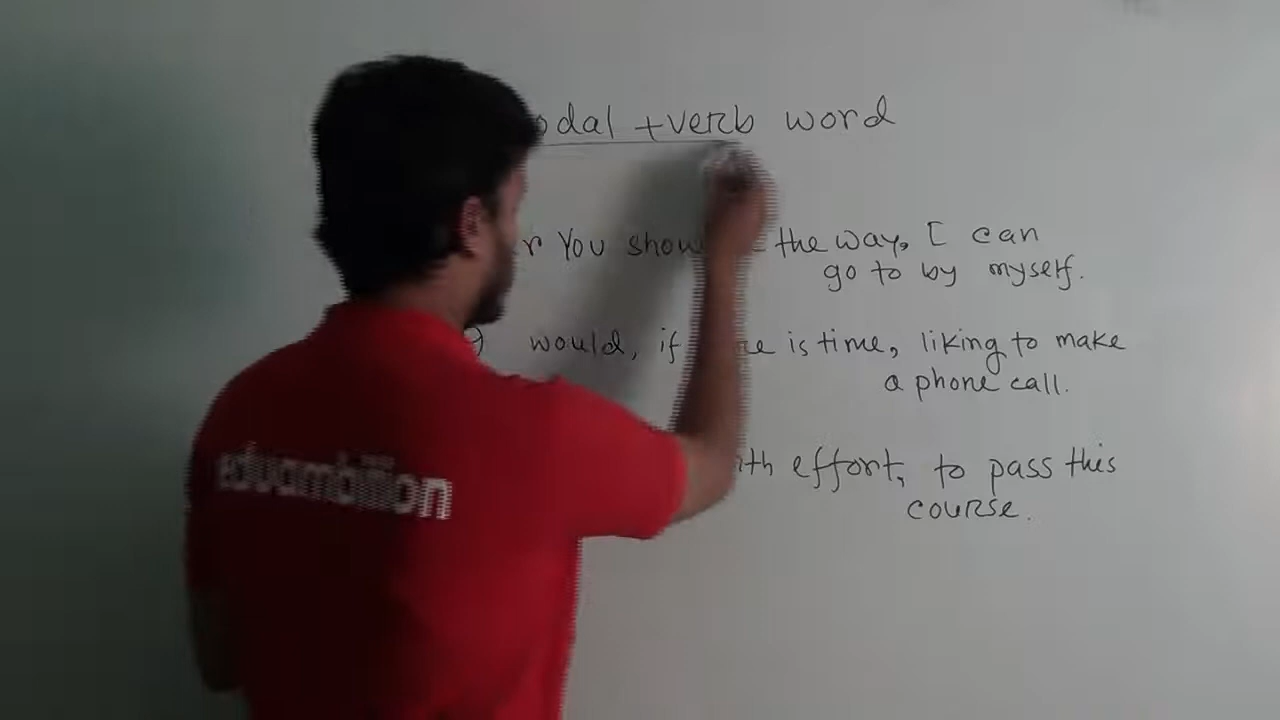 odal +verb word
r You show the way, I can
go to by myself.
would, if is time, liking to make
a phone call.
ith effort, to pass this
course.
eduambition